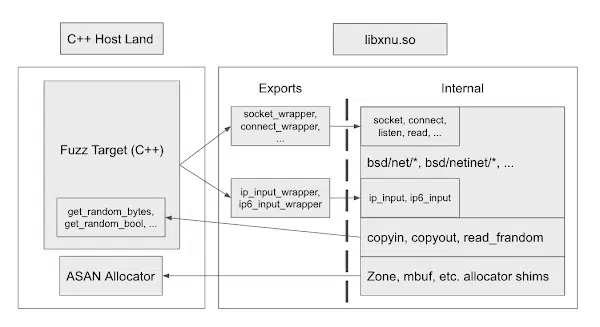 C++ Host Land
libxnu.so
Exports
Internal
Fuzz Target (C++)
get_random_bytes,
get_random_bool, ...
ASAN Allocator
socket_wrapper,
connect_wrapper,
...
ip_input_wrapper,
ip6_input_wrapper
socket, connect,
listen, read, ...
bsd/net/*, bsd/netinet/*, ...
ip_input, ip6_input
copyin, copyout, read_frandom
Zone, mbuf, etc. allocator shims